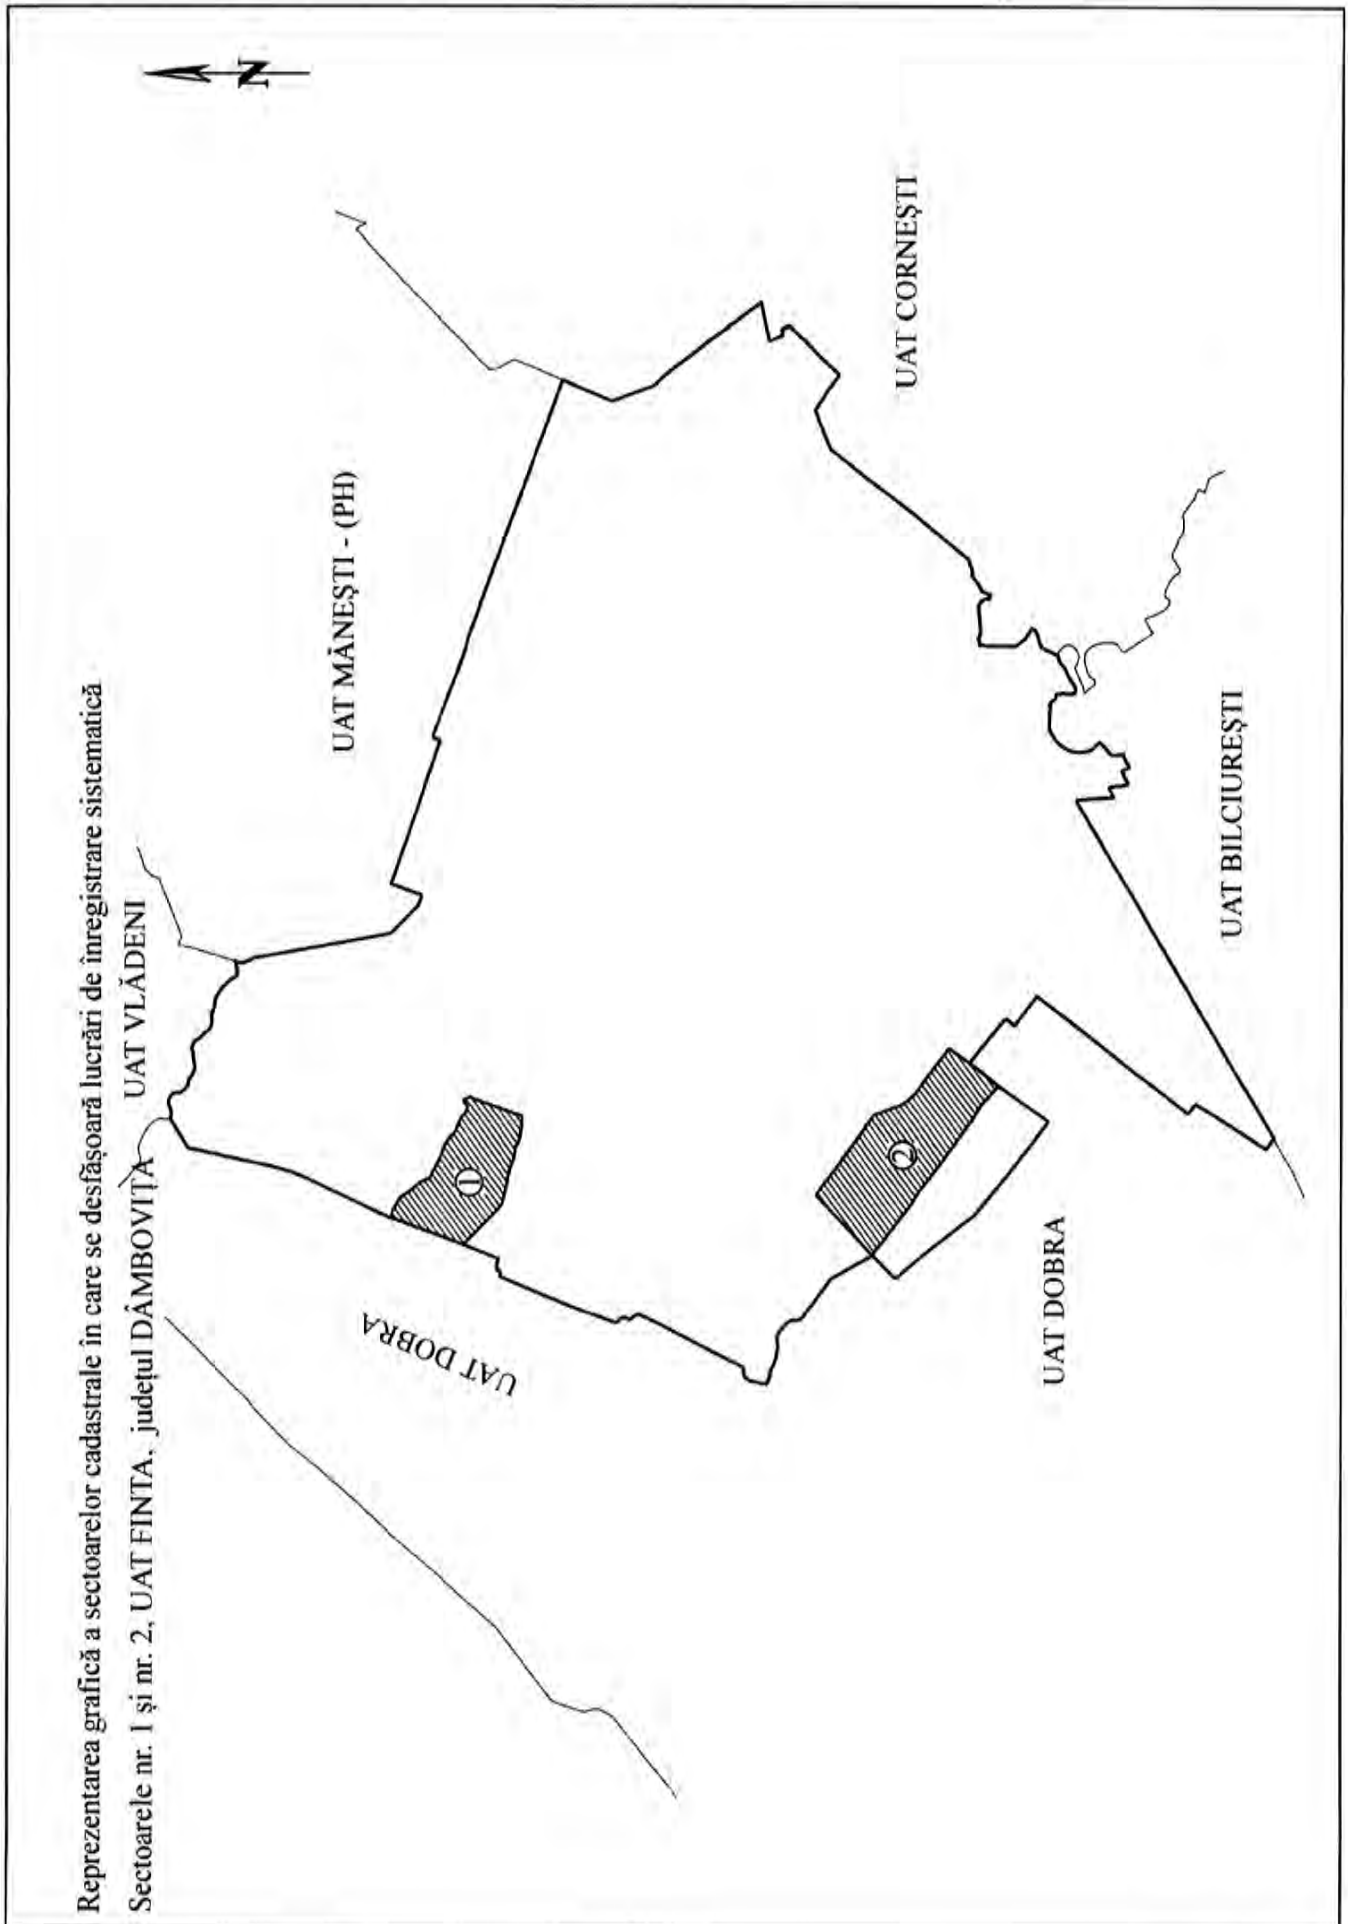 Reprezentarea grafică a sectoarelor cadastrale în care se desfășoară lucrări de înregistrare sistematică
Sectoarele nr. 1 și nr. 2, UAT FINTA, județul DÂMBOVIȚA
UAT VLĂDENI
N
UAT MĂNEȘTI - (PH)
UAT DOBRA
1
2
UAT CORNEȘTI
UAT DOBRA
UAT BILCIUREȘTI